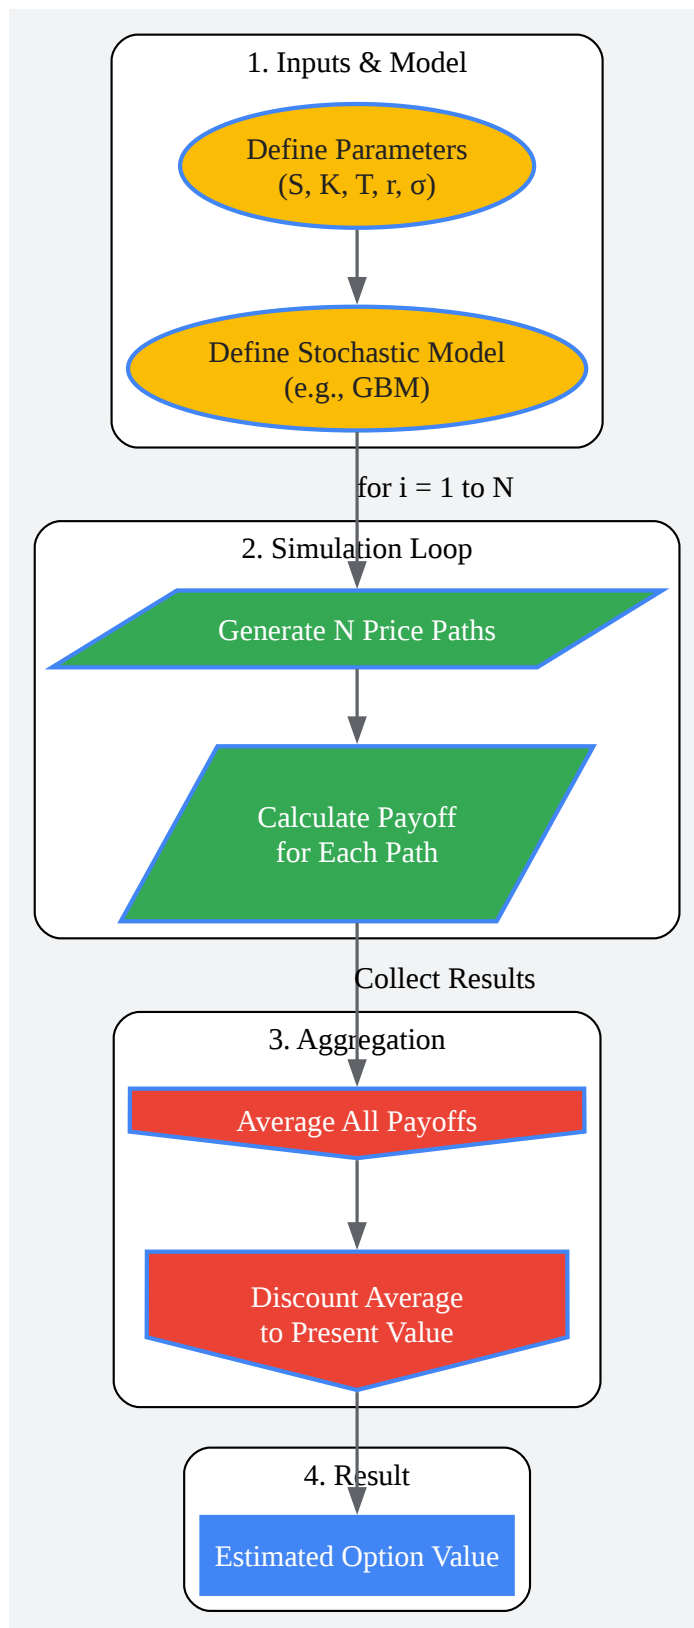 1. Inputs & Model
Define Parameters
(S, K, T, r, σ)
Define Stochastic Model
(e.g., GBM)
for i = 1 to N
2. Simulation Loop
Generate N Price Paths
Calculate Payoff
for Each Path
Collect Results
3. Aggregation
Average All Payoffs
Discount Average
to Present Value
4. Result
Estimated Option Value